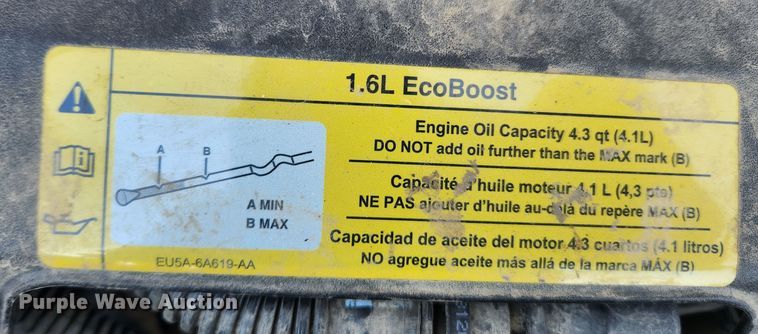 1.6L EcoBoost
Engine Oil Capacity 4.3 qt (4.1L)
DO NOT add oil further than the MAX mark (B)
Capacité d'huile moteur 4.1 L (4,3 pts)
NE PAS ajouter d'huile au-delà du repère MAX (B)
Capacidad de aceite del motor 4.3 cuartos (4.1 litros)
NO agregue aceite más allá de la marca MÁX (B)
A
B
A MIN
B MAX
EU5A-6A619-AA
Purple Wave Auction